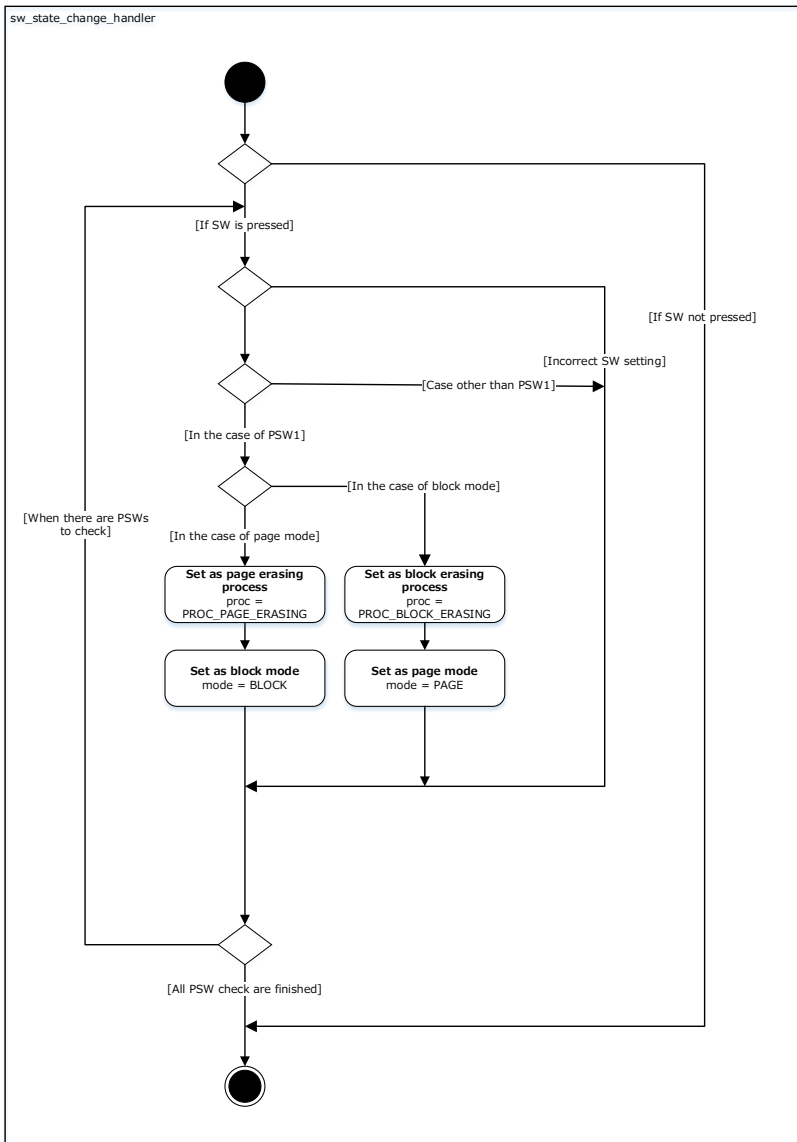 sw_state_change_handler
[If SW is pressed]
[If SW not pressed]
[Incorrect SW setting]
[Case other than PSW1]
[In the case of PSW1]
[In the case of block mode]
[When there are PSWs
to check]
[In the case of page mode]
Set as page erasing
process
proc =
PROC_PAGE_ERASING
Set as block erasing
process
proc =
PROC_BLOCK_ERASING
Set as block mode
mode = BLOCK
Set as page mode
mode = PAGE
[All PSW check are finished]